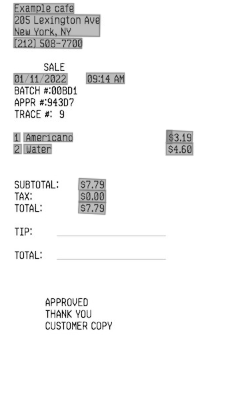 Example cafe
205 Lexington Ave
New York, NY
(212) 508-7700
SALE
01/11/2022 09:14 AM
BATCH #:00BD1
APPR #:943D7
TRACE #: 9
1 Americano $3.19
2 Water $4.60
SUBTOTAL: $7.79
TAX: $0.00
TOTAL: $7.79
TIP:
TOTAL:
APPROVED
THANK YOU
CUSTOMER COPY